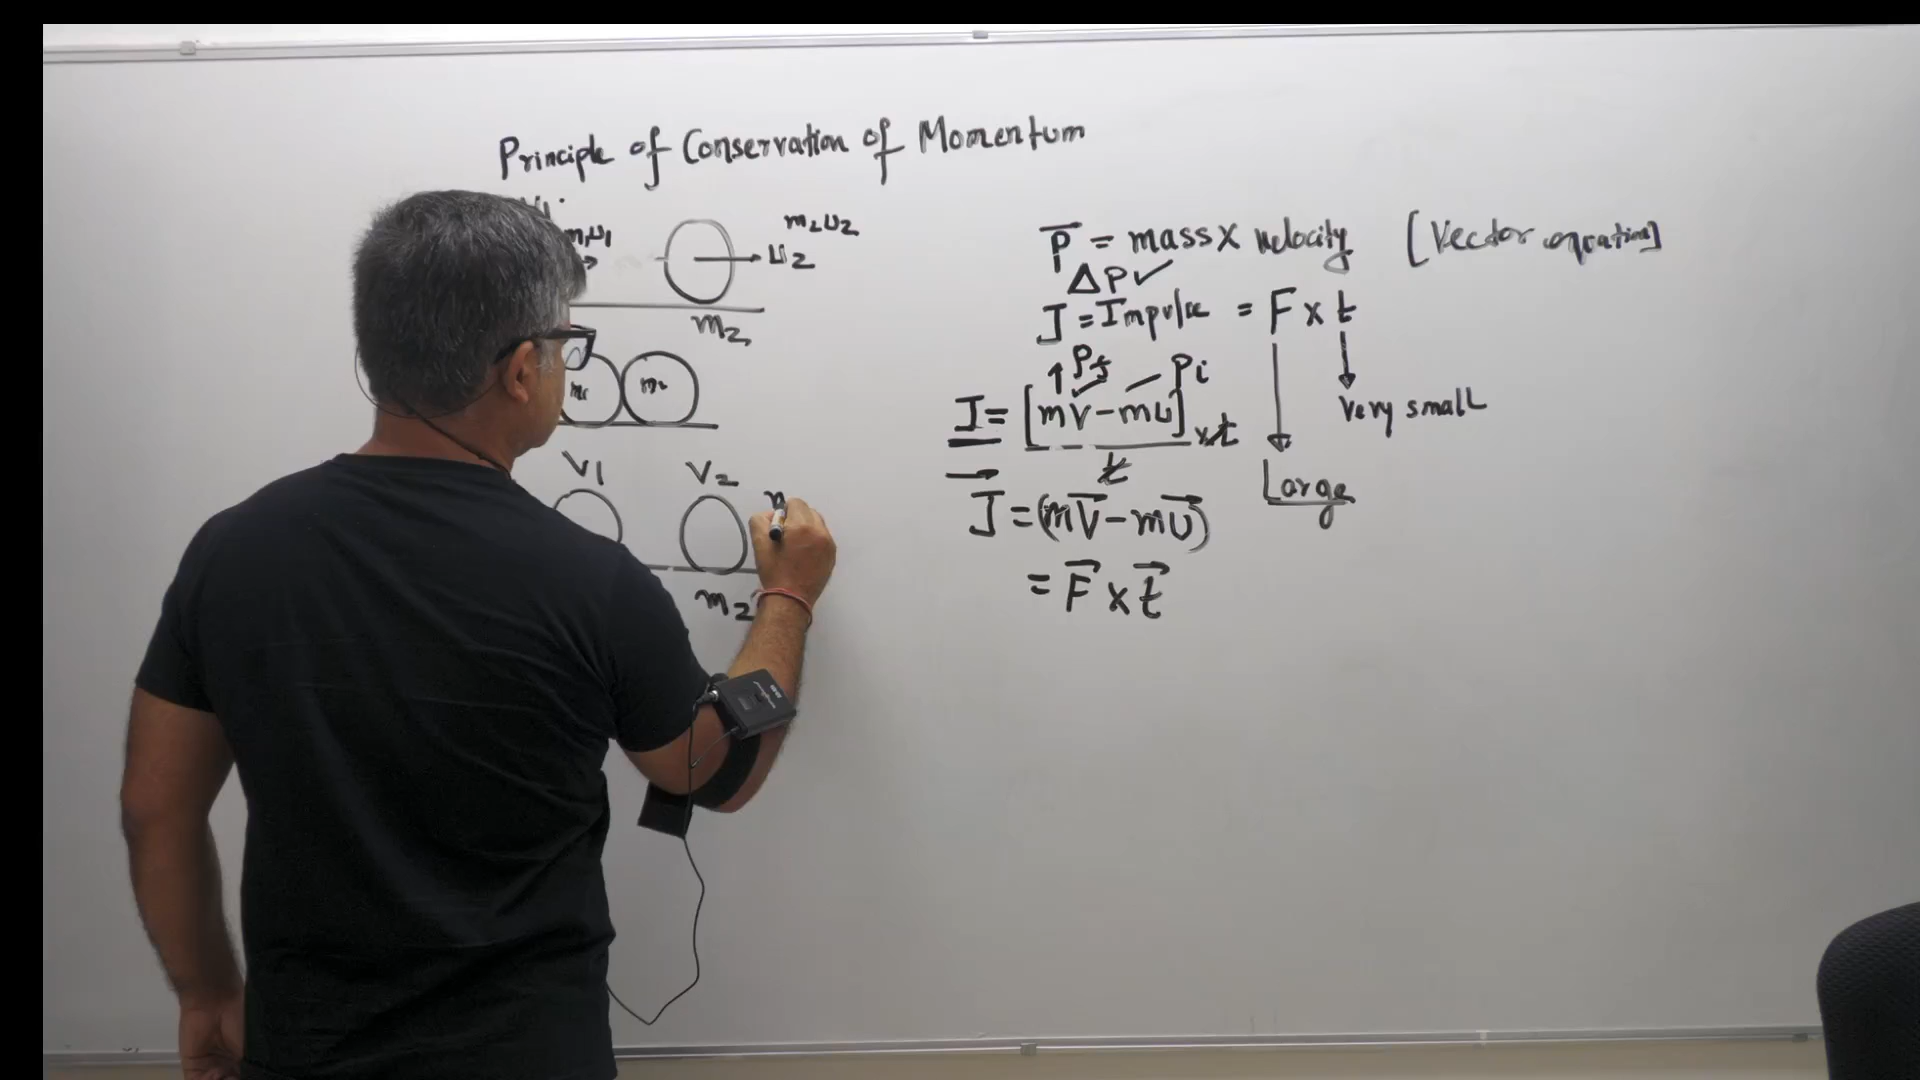 Principle of Conservation of Momentum
m₁U₁
m₂U₂
U₂
m₂
m₁ m₂
V₁ V₂
m₂
P = mass x velocity [Vector equation]
ΔP ✓
J = Impulse = F x t
↑ Pf Pi
very small
J = [mV - mU] x t
t
Large
J = (mV - mU)
= F x t